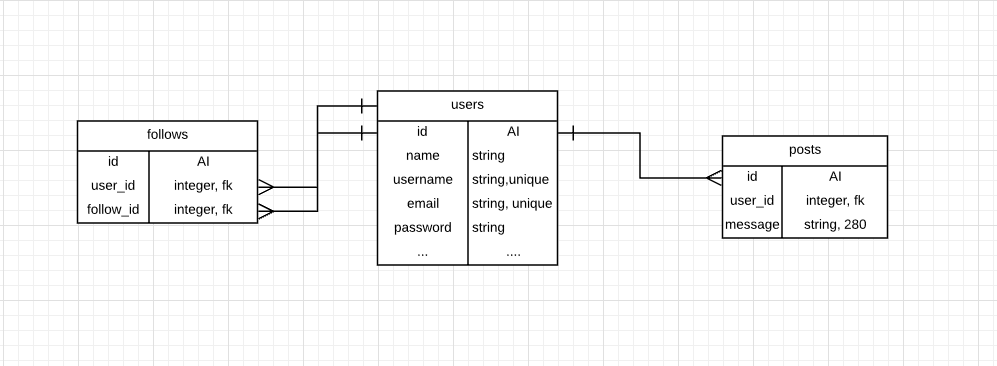 follows
id AI
user_id integer, fk
follow_id integer, fk
users
id AI
name string
username string,unique
email string, unique
password string
... ....
posts
id AI
user_id integer, fk
message string, 280